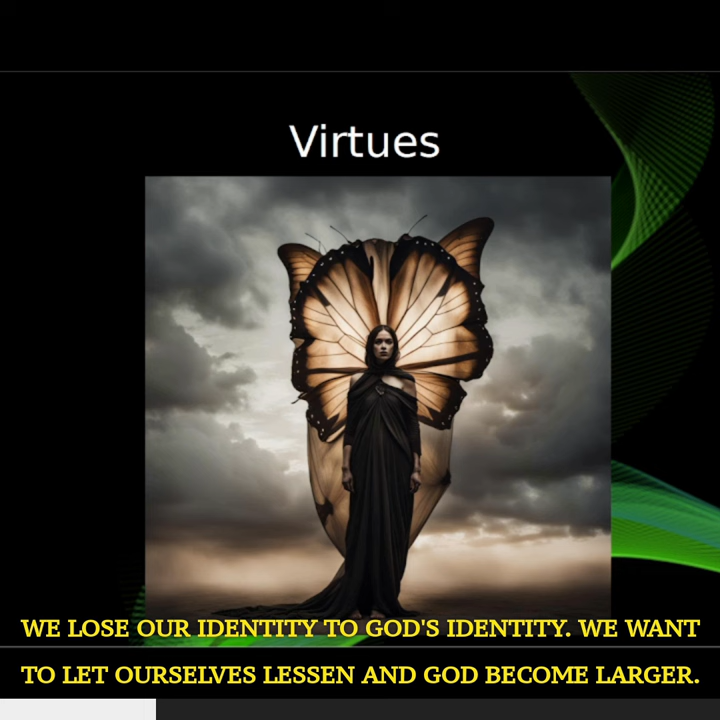 Virtues
WE LOSE OUR IDENTITY TO GOD'S IDENTITY. WE WANT
TO LET OURSELVES LESSEN AND GOD BECOME LARGER.